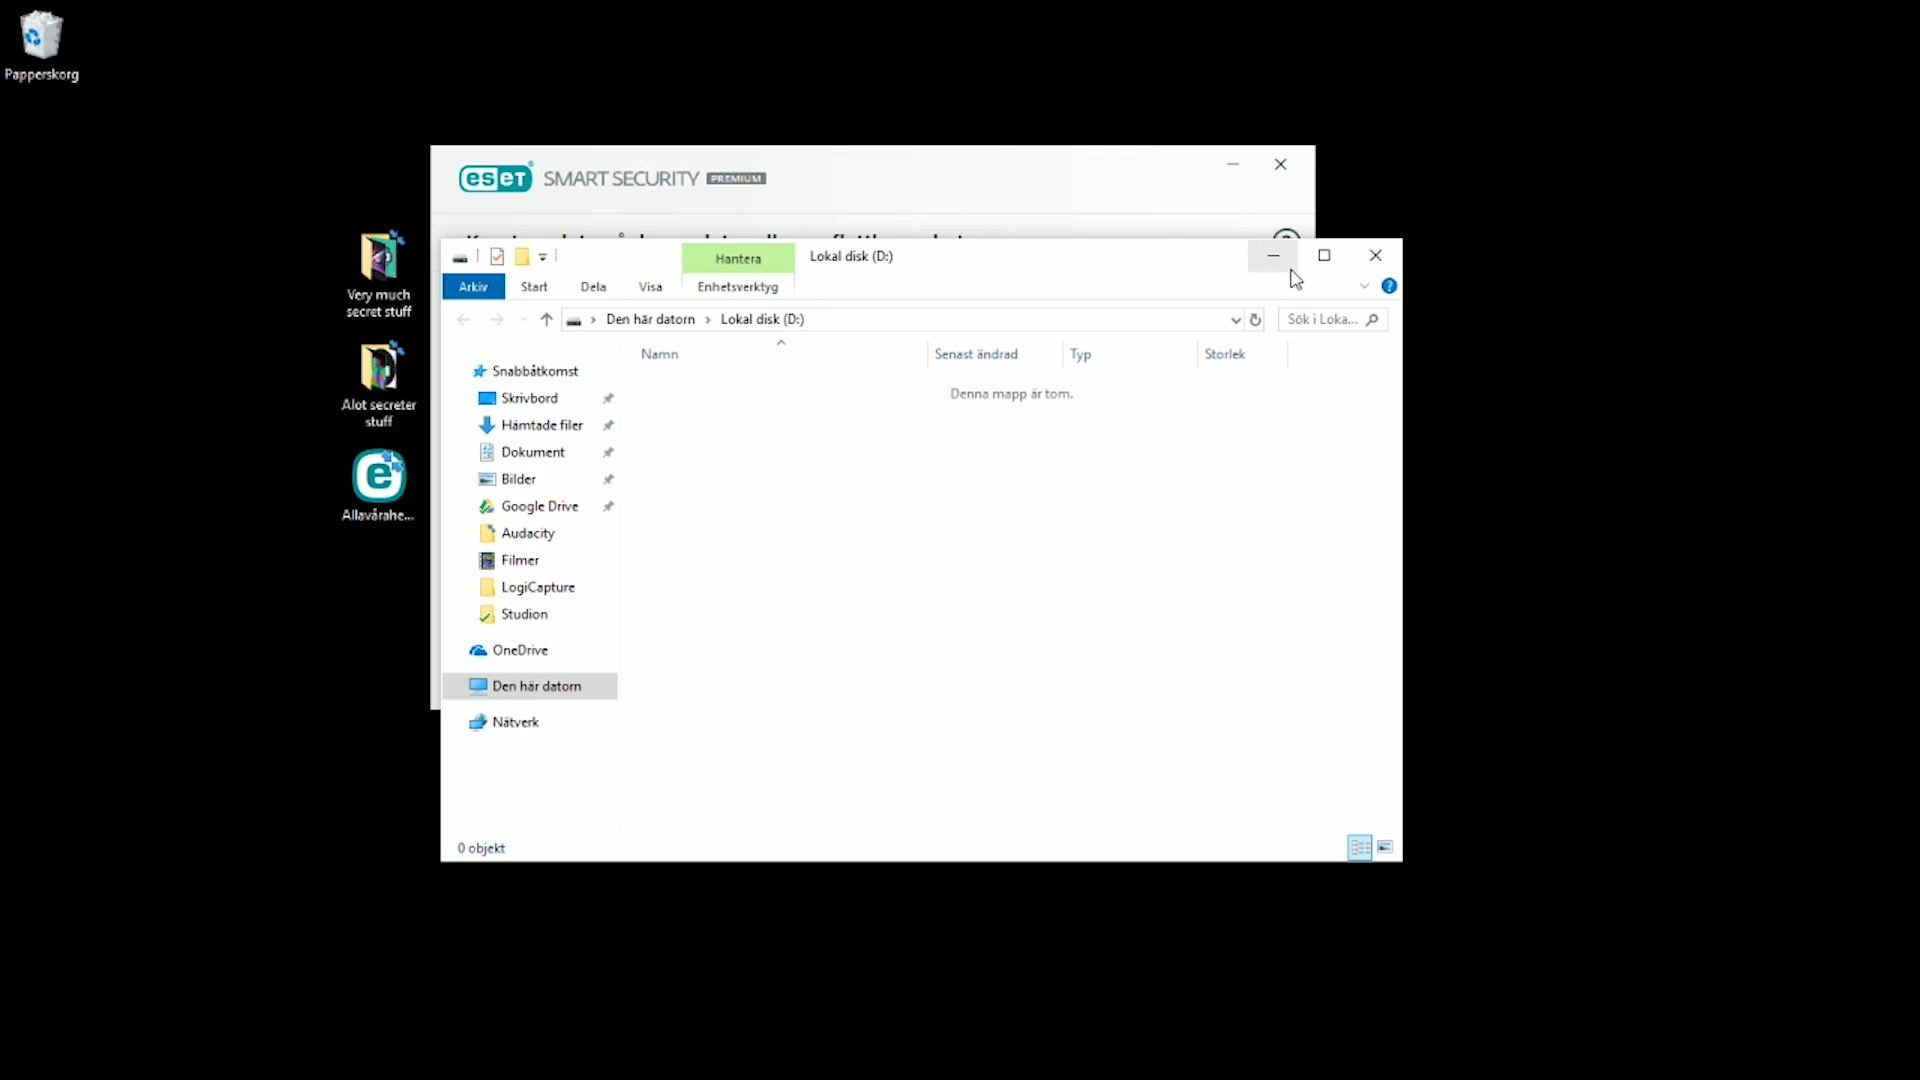 Papperskorg
eseT SMART SECURITY PREMIUM
Hantera
Lokal disk (D:)
Arkiv
Start
Dela
Visa
Enhetsverktyg
Den här datorn
Lokal disk (D:)
Sök i Loka...
Namn
Senast ändrad
Typ
Storlek
Denna mapp är tom.
Very much
secret stuff
Alot secreter
stuff
Allavårahe...
Snabbåtkomst
Skrivbord
Hämtade filer
Dokument
Bilder
Google Drive
Audacity
Filmer
LogiCapture
Studion
OneDrive
Den här datorn
Nätverk
0 objekt